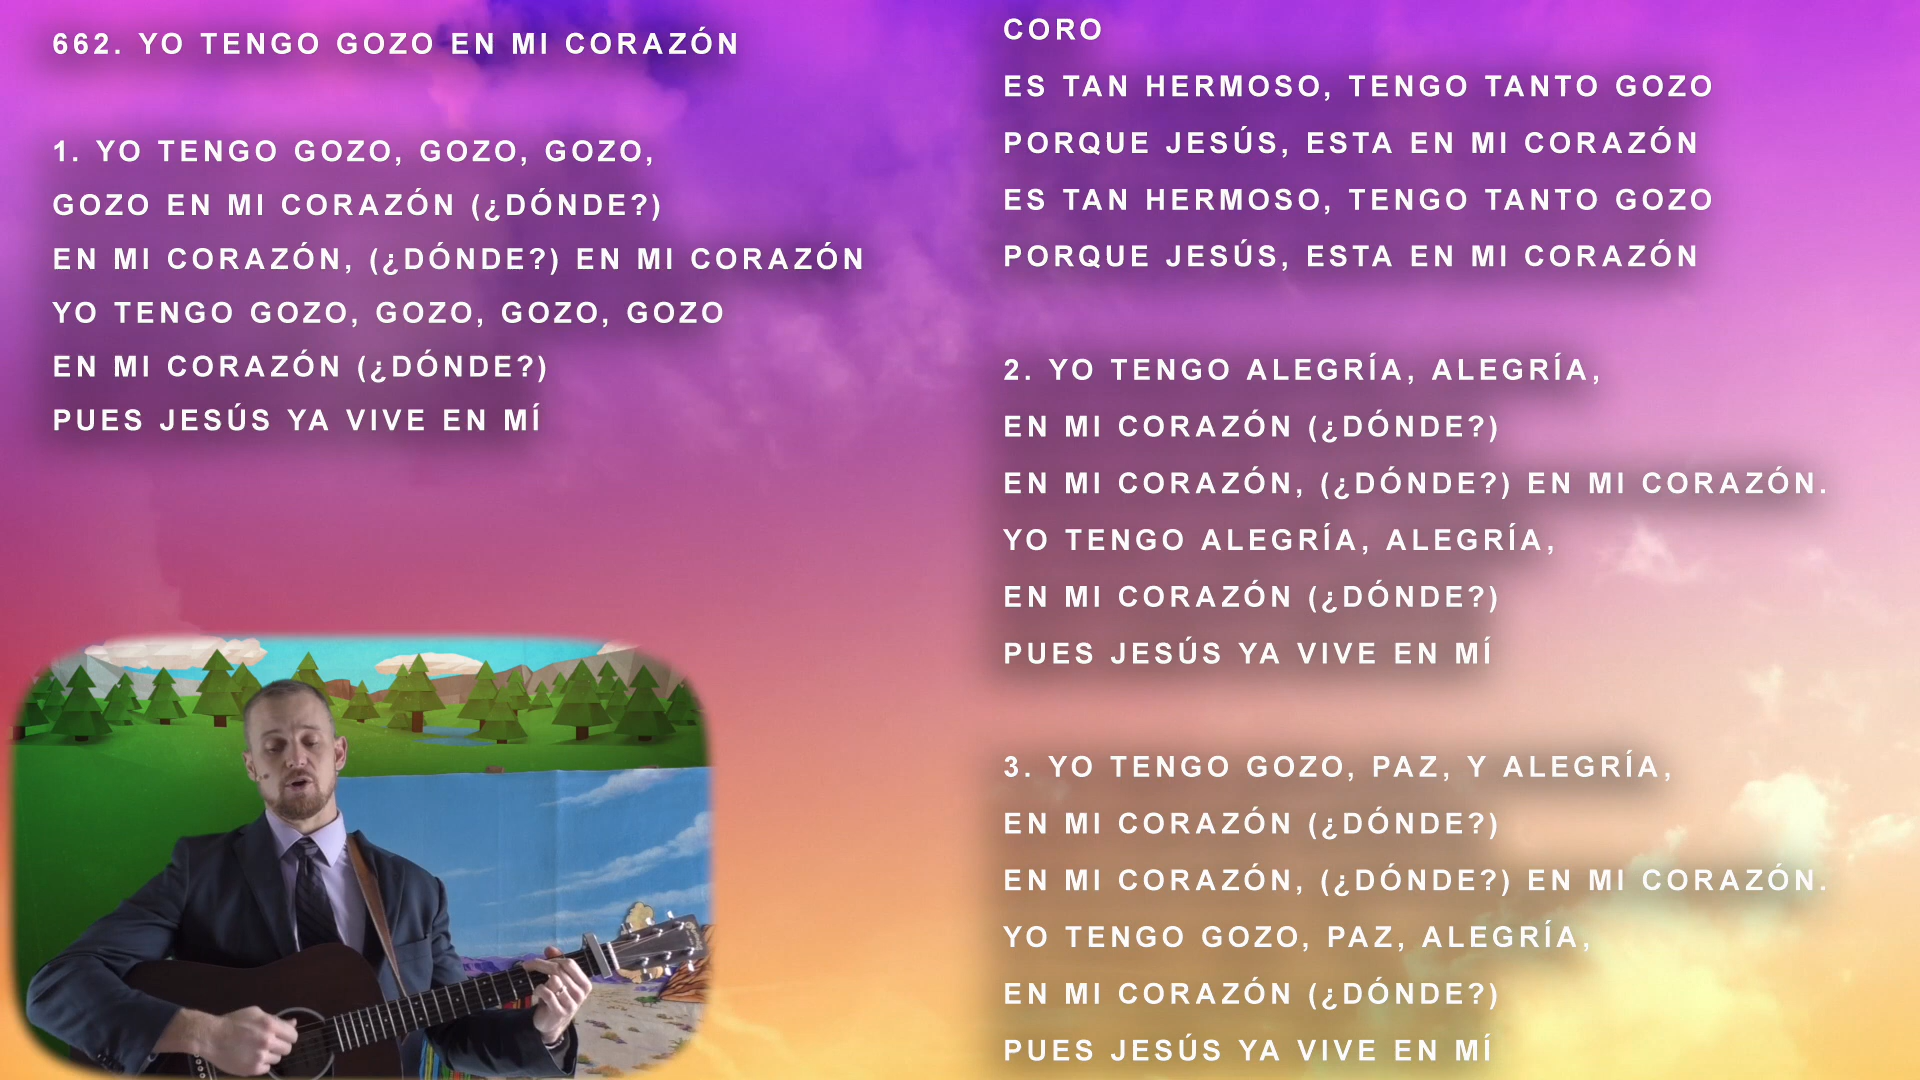 662. YO TENGO GOZO EN MI CORAZÓN
1. YO TENGO GOZO, GOZO, GOZO,
GOZO EN MI CORAZÓN (¿DÓNDE?)
EN MI CORAZÓN, (¿DÓNDE?) EN MI CORAZÓN
YO TENGO GOZO, GOZO, GOZO, GOZO
EN MI CORAZÓN (¿DÓNDE?)
PUES JESÚS YA VIVE EN MÍ
CORO
ES TAN HERMOSO, TENGO TANTO GOZO
PORQUE JESÚS, ESTA EN MI CORAZÓN
ES TAN HERMOSO, TENGO TANTO GOZO
PORQUE JESÚS, ESTA EN MI CORAZÓN
2. YO TENGO ALEGRÍA, ALEGRÍA,
EN MI CORAZÓN (¿DÓNDE?)
EN MI CORAZÓN, (¿DÓNDE?) EN MI CORAZÓN.
YO TENGO ALEGRÍA, ALEGRÍA,
EN MI CORAZÓN (¿DÓNDE?)
PUES JESÚS YA VIVE EN MÍ
3. YO TENGO GOZO, PAZ, Y ALEGRÍA,
EN MI CORAZÓN (¿DÓNDE?)
EN MI CORAZÓN, (¿DÓNDE?) EN MI CORAZÓN.
YO TENGO GOZO, PAZ, ALEGRÍA,
EN MI CORAZÓN (¿DÓNDE?)
PUES JESÚS YA VIVE EN MÍ